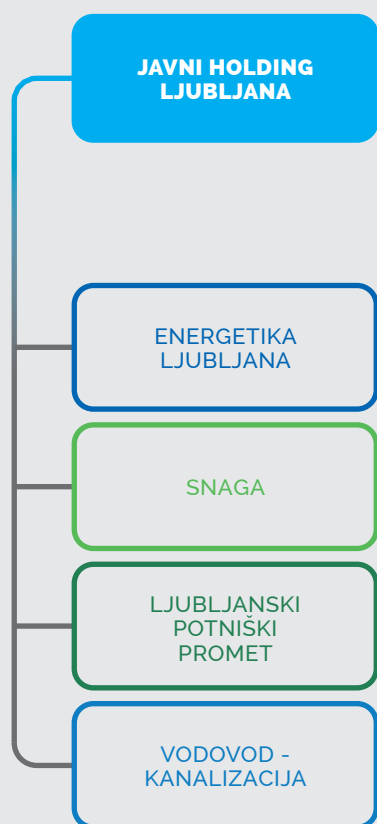 JAVNI HOLDING
LJUBLJANA
ENERGETIKA
LJUBLJANA
SNAGA
LJUBLJANSKI
POTNIŠKI
PROMET
VODOVOD -
KANALIZACIJA